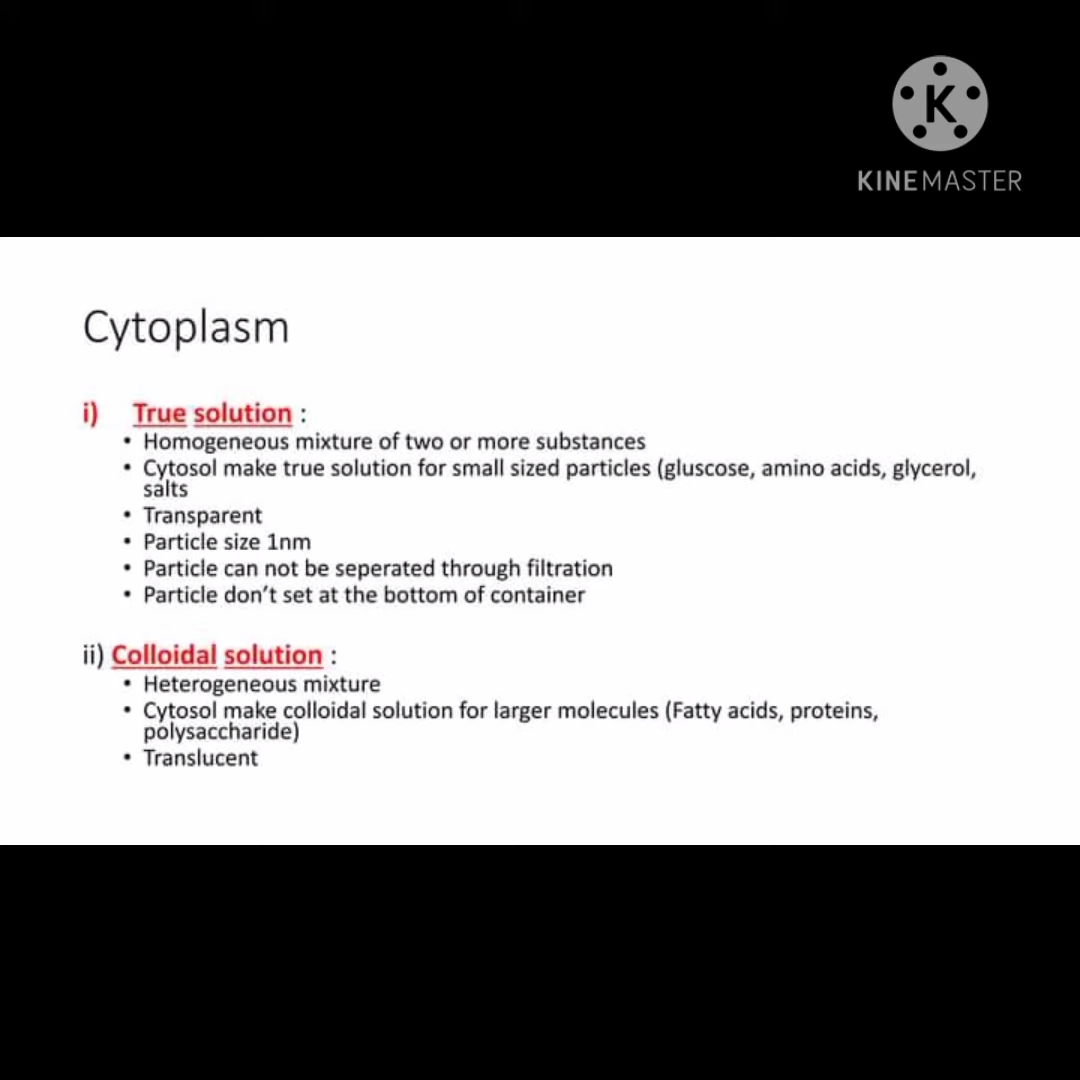 K
KINEMASTER
Cytoplasm
i) True solution :
• Homogeneous mixture of two or more substances
• Cytosol make true solution for small sized particles (gluscose, amino acids, glycerol,
salts
• Transparent
• Particle size 1nm
• Particle can not be seperated through filtration
• Particle don't set at the bottom of container
ii) Colloidal solution :
• Heterogeneous mixture
• Cytosol make colloidal solution for larger molecules (Fatty acids, proteins,
polysaccharide)
• Translucent